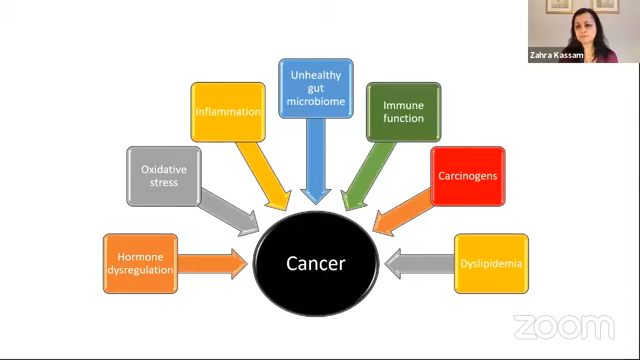 Zahra Kassam
Unhealthy
gut
microbiome
Inflammation
Immune
function
Oxidative
stress
Carcinogens
Hormone
dysregulation
Cancer
Dyslipidemia
zoom